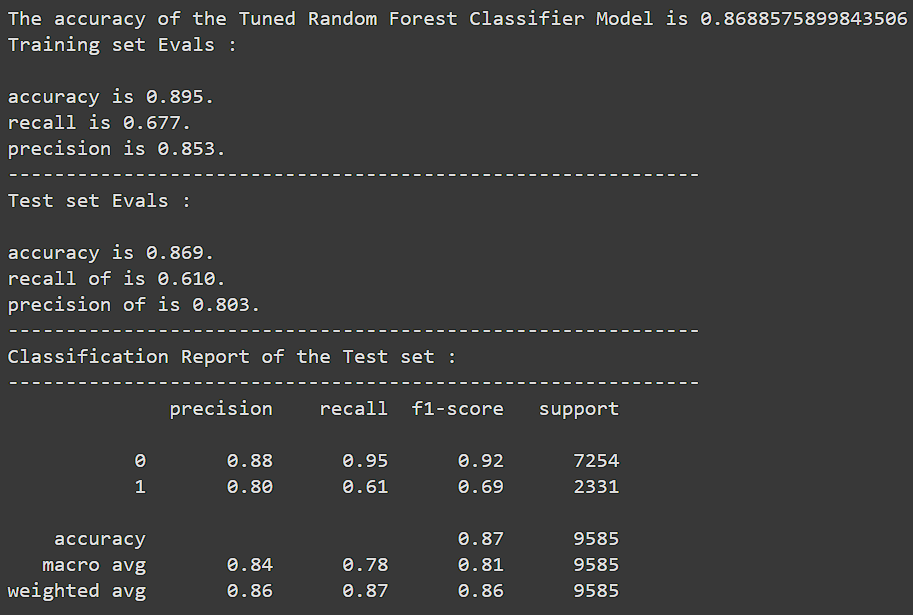 The accuracy of the Tuned Random Forest Classifier Model is 0.8688575899843506
Training set Evals :
accuracy is 0.895.
recall is 0.677.
precision is 0.853.
------------------------------------------------------------
Test set Evals :
accuracy is 0.869.
recall of is 0.610.
precision of is 0.803.
------------------------------------------------------------
Classification Report of the Test set :
------------------------------------------------------------
precision recall f1-score support
0 0.88 0.95 0.92 7254
1 0.80 0.61 0.69 2331
accuracy 0.87 9585
macro avg 0.84 0.78 0.81 9585
weighted avg 0.86 0.87 0.86 9585